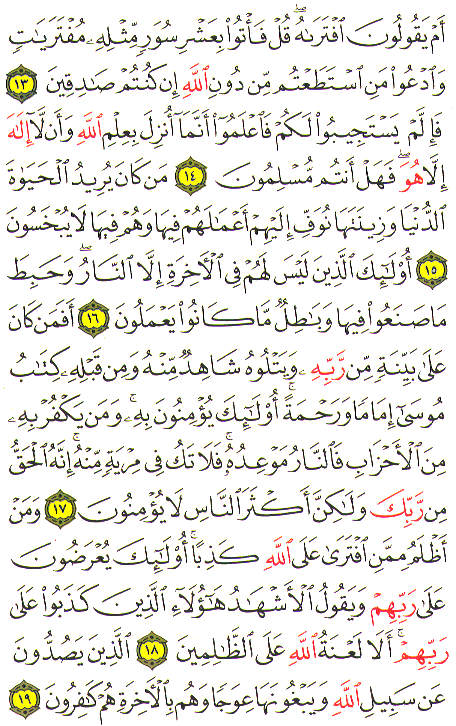 أَمْ يَقُولُونَ ٱفْتَرَىٰهُ ۖ قُلْ فَأْتُوا۟ بِعَشْرِ سُوَرٍ مِّثْلِهِۦ مُفْتَرَيَٰتٍ
وَٱدْعُوا۟ مَنِ ٱسْتَطَعْتُم مِّن دُونِ ٱللَّهِ إِن كُنتُمْ صَٰدِقِينَ ١٣
فَإِلَّمْ يَسْتَجِيبُوا۟ لَكُمْ فَٱعْلَمُوٓا۟ أَنَّمَآ أُنزِلَ بِعِلْمِ ٱللَّهِ وَأَن لَّآ إِلَٰهَ
إِلَّا هُوَ ۖ فَهَلْ أَنتُم مُّسْلِمُونَ ١٤ مَن كَانَ يُرِيدُ ٱلْحَيَوٰةَ
ٱلدُّنْيَا وَزِينَتَهَا نُوَفِّ إِلَيْهِمْ أَعْمَٰلَهُمْ فِيهَا وَهُمْ فِيهَا لَا يُبْخَسُونَ
١٥ أُو۟لَٰٓئِكَ ٱلَّذِينَ لَيْسَ لَهُمْ فِى ٱلْءَاخِرَةِ إِلَّا ٱلنَّارُ ۖ وَحَبِطَ
مَا صَنَعُوا۟ فِيهَا وَبَٰطِلٌ مَّا كَانُوا۟ يَعْمَلُونَ ١٦ أَفَمَن كَانَ
عَلَىٰ بَيِّنَةٍ مِّن رَّبِّهِۦ وَيَتْلُوهُ شَاهِدٌ مِّنْهُ وَمِن قَبْلِهِۦ كِتَٰبُ
مُوسَىٰٓ إِمَامًا وَرَحْمَةً ۚ أُو۟لَٰٓئِكَ يُؤْمِنُونَ بِهِۦ ۚ وَمَن يَكْفُرْ بِهِۦ
مِنَ ٱلْأَحْزَابِ فَٱلنَّارُ مَوْعِدُهُۥ ۚ فَلَا تَكُ فِى مِرْيَةٍ مِّنْهُ ۚ إِنَّهُ ٱلْحَقُّ
مِن رَّبِّكَ وَلَٰكِنَّ أَكْثَرَ ٱلنَّاسِ لَا يُؤْمِنُونَ ١٧ وَمَنْ
أَظْلَمُ مِمَّنِ ٱفْتَرَىٰ عَلَى ٱللَّهِ كَذِبًا ۚ أُو۟لَٰٓئِكَ يُعْرَضُونَ
عَلَىٰ رَبِّهِمْ وَيَقُولُ ٱلْأَشْهَٰدُ هَٰٓؤُلَآءِ ٱلَّذِينَ كَذَبُوا۟ عَلَىٰ
رَبِّهِمْ ۚ أَلَا لَعْنَةُ ٱللَّهِ عَلَى ٱلظَّٰلِمِينَ ١٨ ٱلَّذِينَ يَصُدُّونَ
عَن سَبِيلِ ٱللَّهِ وَيَبْغُونَهَا عِوَجًا وَهُم بِٱلْءَاخِرَةِ هُمْ كَٰفِرُونَ ١٩